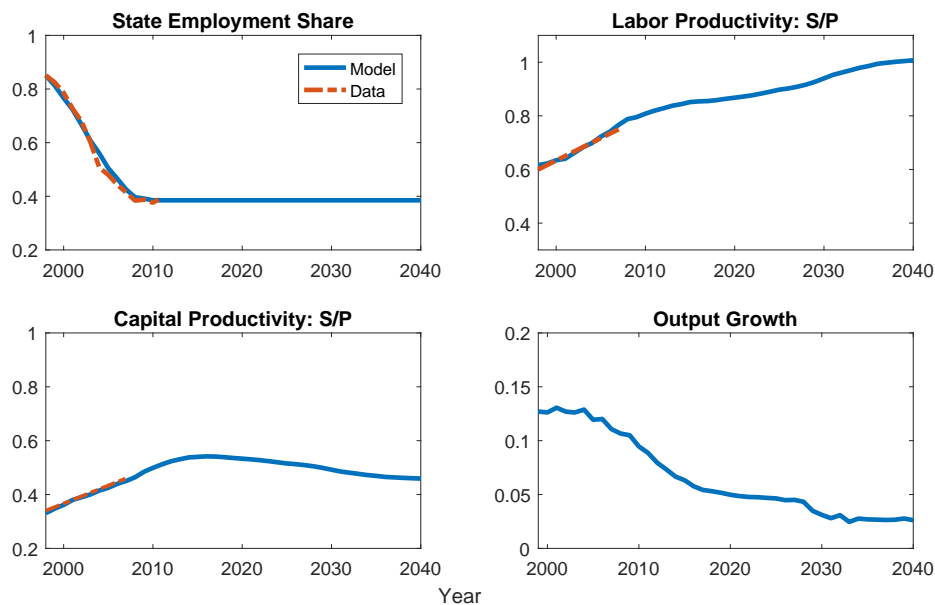 State Employment Share
1
0.8
0.6
0.4
0.2
2000 2010 2020 2030 2040
Model
Data
Labor Productivity: S/P
1
0.8
0.6
0.4
2000 2010 2020 2030 2040
Capital Productivity: S/P
1
0.8
0.6
0.4
0.2
2000 2010 2020 2030 2040
Output Growth
0.2
0.15
0.1
0.05
0
2000 2010 2020 2030 2040
Year